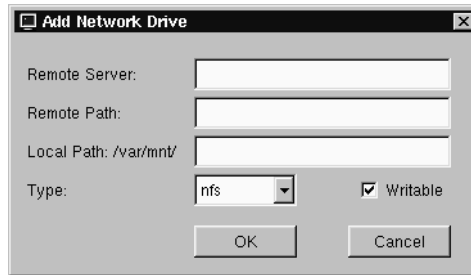 Add Network Drive
Remote Server:
Remote Path:
Local Path: /var/mnt/
Type: nfs Writable
OK Cancel